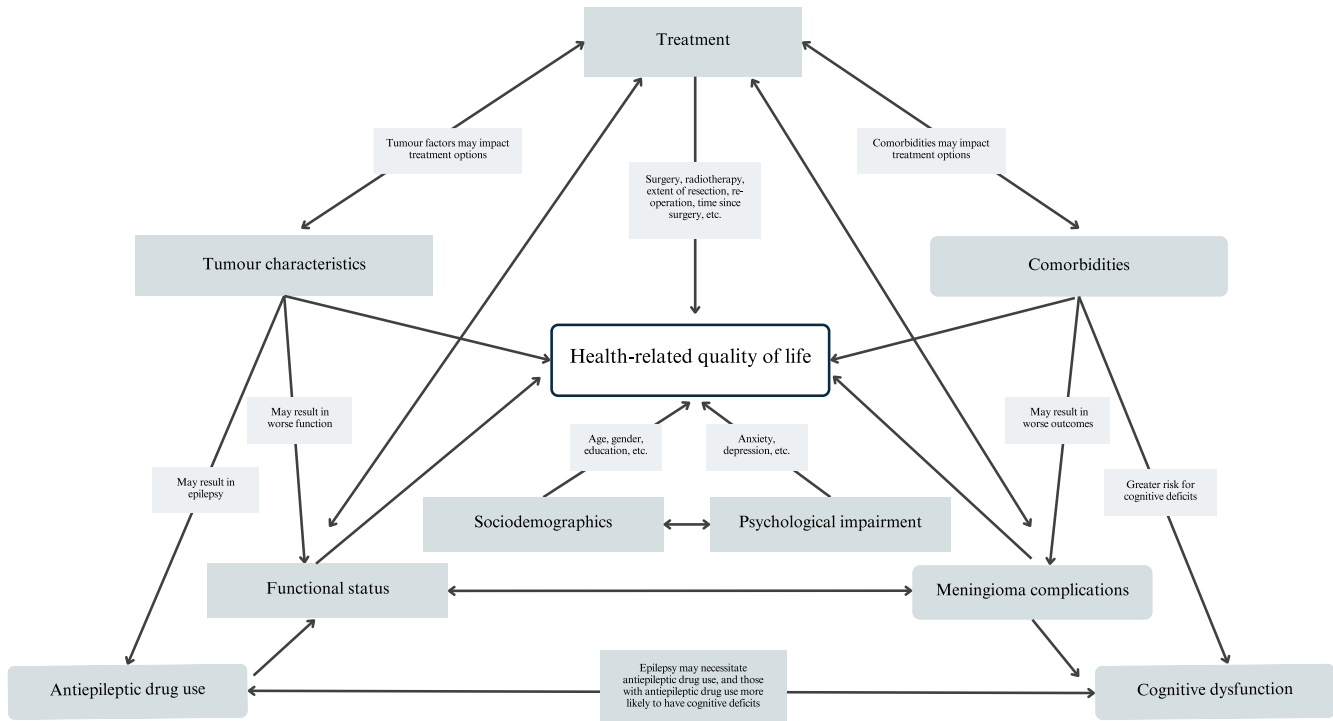 Treatment
Tumour factors may impact
treatment options
Comorbidities may impact
treatment options
Surgery, radiotherapy,
extent of resection, re-
operation, time since
surgery, etc.
Tumour characteristics
Comorbidities
Health-related quality of life
May result in
worse function
May result in
worse outcomes
Age, gender,
education, etc.
Anxiety,
depression, etc.
May result in
epilepsy
Greater risk for
cognitive deficits
Sociodemographics
Psychological impairment
Functional status
Meningioma complications
Epilepsy may necessitate
antiepileptic drug use, and those
with antiepileptic drug use more
likely to have cognitive deficits
Antiepileptic drug use
Cognitive dysfunction